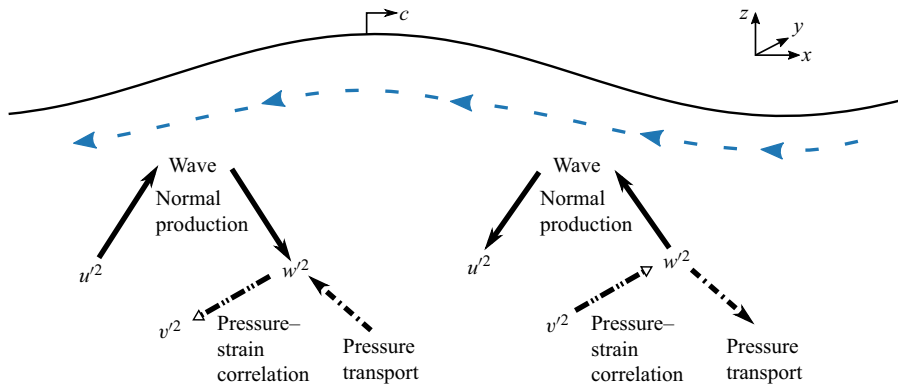 c
z
y
x
Wave
Normal
production
u′²
w′²
v′²
Pressure–
strain
correlation
Pressure
transport
Wave
Normal
production
u′²
w′²
v′²
Pressure–
strain
correlation
Pressure
transport